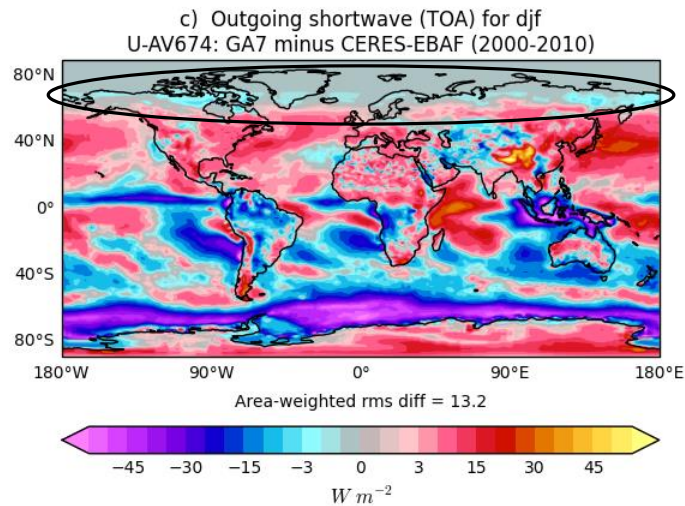 c) Outgoing shortwave (TOA) for djf
U-AV674: GA7 minus CERES-EBAF (2000-2010)
80°N
40°N
0°
40°S
80°S
180°W 90°W 0° 90°E 180°E
Area-weighted rms diff = 13.2
−45 −30 −15 −3 0 3 15 30 45
W m⁻²